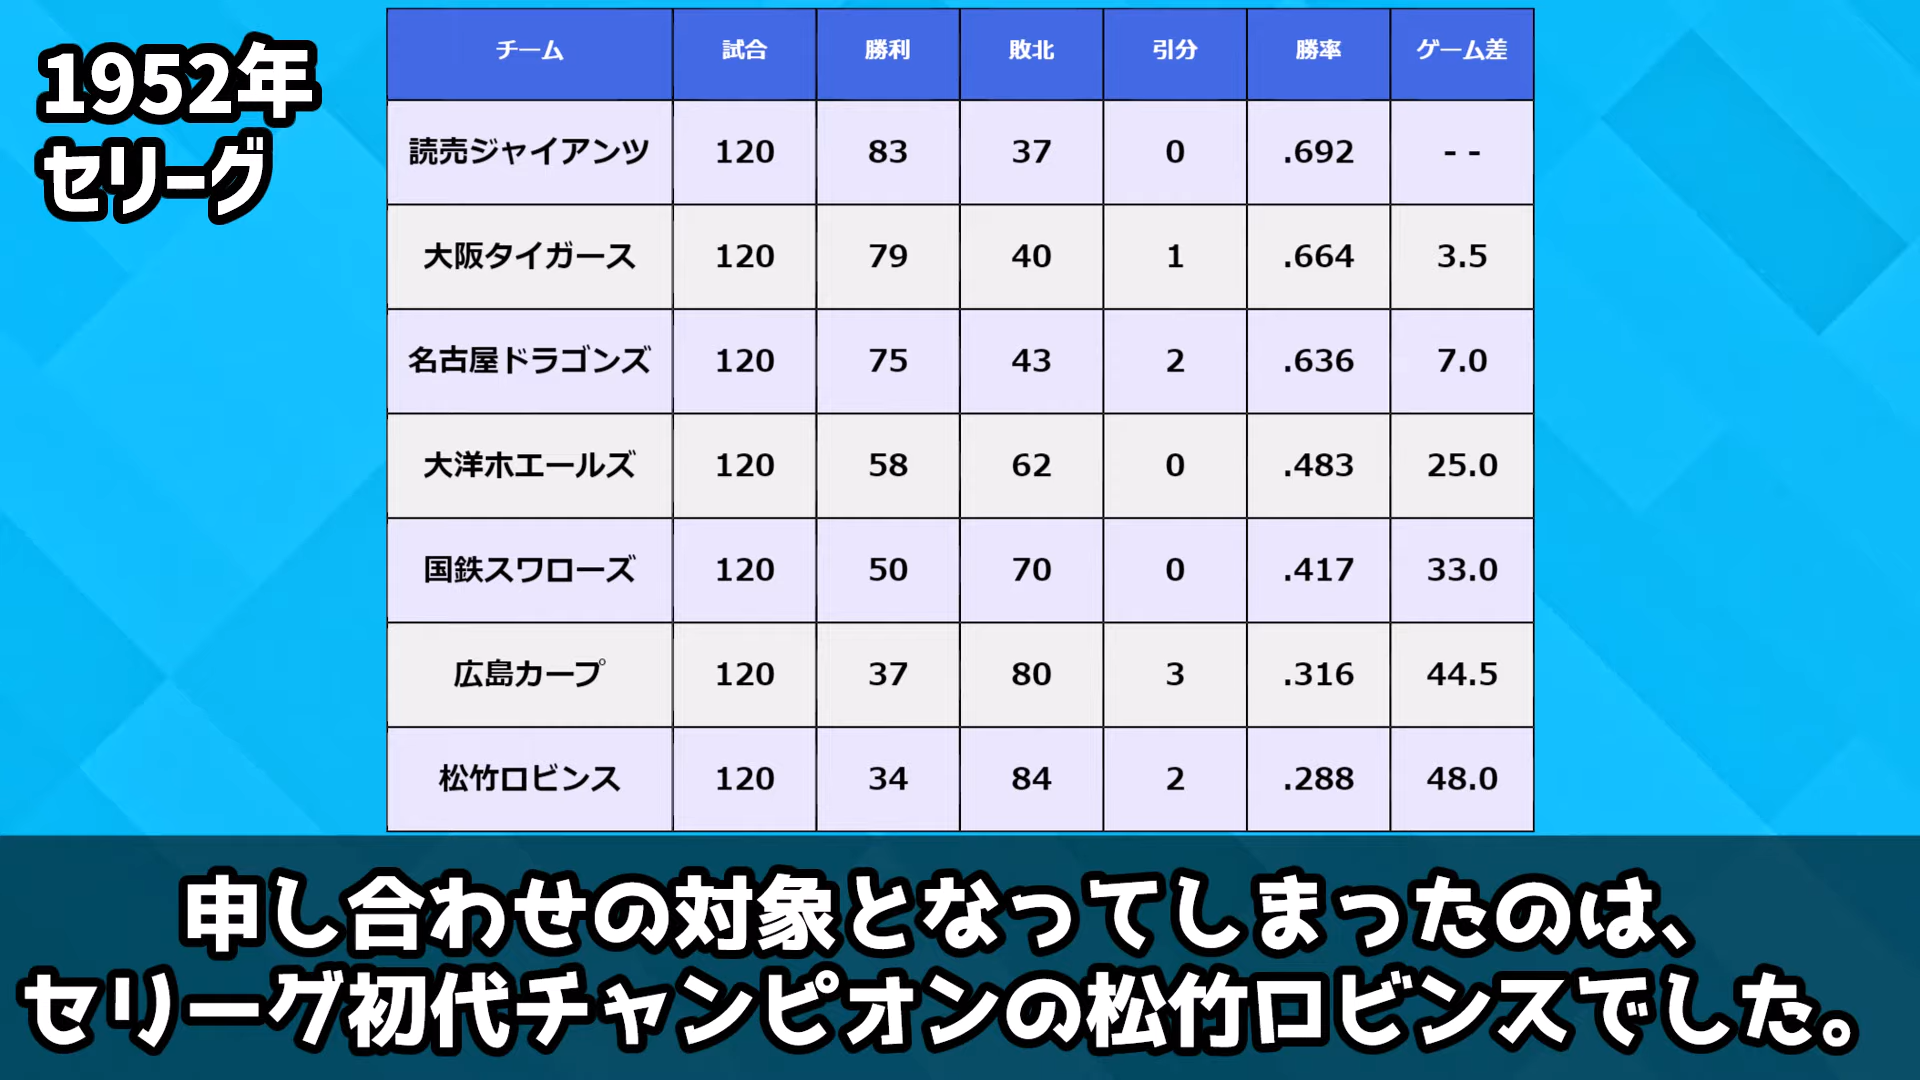 1952年
セリーグ
チーム 試合 勝利 敗北 引分 勝率 ゲーム差
読売ジャイアンツ 120 83 37 0 .692 - -
大阪タイガース 120 79 40 1 .664 3.5
名古屋ドラゴンズ 120 75 43 2 .636 7.0
大洋ホエールズ 120 58 62 0 .483 25.0
国鉄スワローズ 120 50 70 0 .417 33.0
広島カープ 120 37 80 3 .316 44.5
松竹ロビンス 120 34 84 2 .288 48.0
申し合わせの対象となってしまったのは、
セリーグ初代チャンピオンの松竹ロビンスでした。